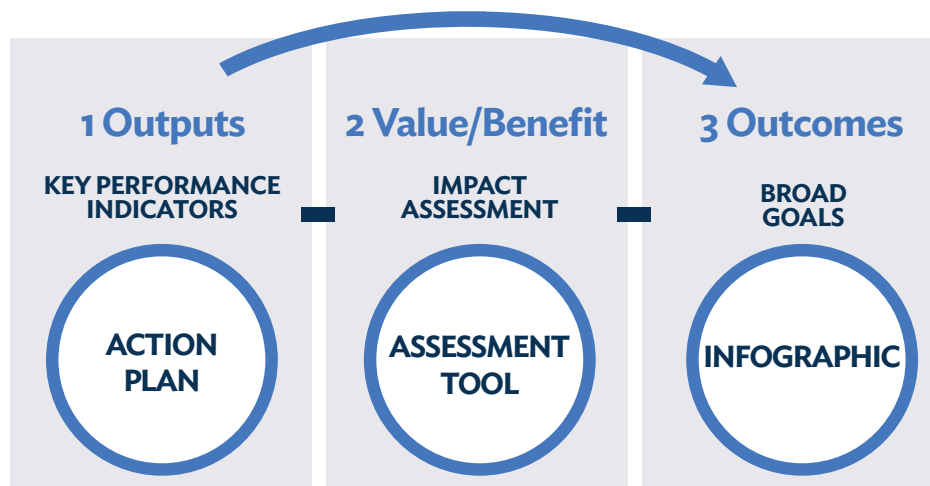 1 Outputs
KEY PERFORMANCE
INDICATORS
ACTION
PLAN
2 Value/Benefit
IMPACT
ASSESSMENT
ASSESSMENT
TOOL
3 Outcomes
BROAD
GOALS
INFOGRAPHIC